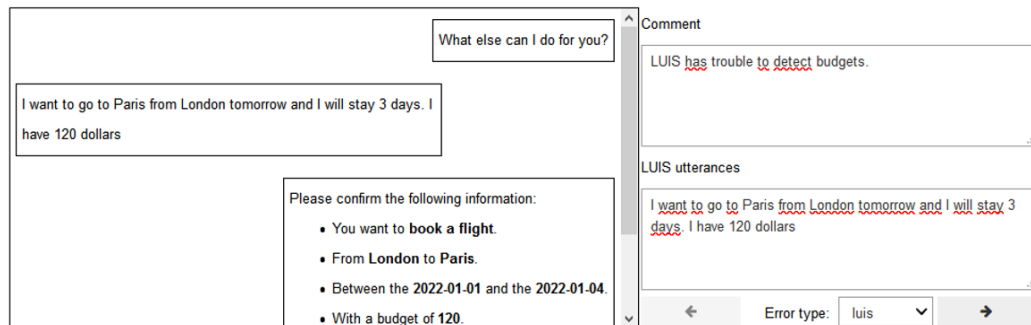 What else can I do for you?
I want to go to Paris from London tomorrow and I will stay 3 days. I
have 120 dollars
Please confirm the following information:
• You want to book a flight.
• From London to Paris.
• Between the 2022-01-01 and the 2022-01-04.
• With a budget of 120.
Comment
LUIS has trouble to detect budgets.
LUIS utterances
I want to go to Paris from London tomorrow and I will stay 3
days. I have 120 dollars
Error type: luis